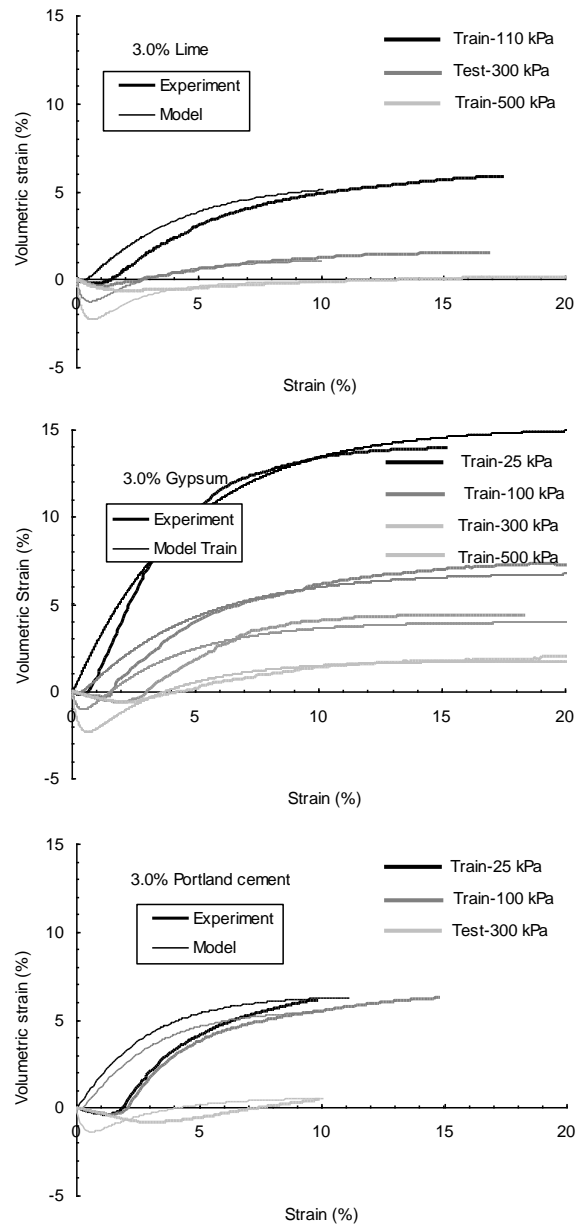 15
3.0% Lime
Train-110 kPa
Test-300 kPa
Train-500 kPa
Experiment
Model
10
5
0
-5
0
5
10
15
20
Volumetric strain (%)
Strain (%)
15
3.0% Gypsum
Train-25 kPa
Train-100 kPa
Train-300 kPa
Train-500 kPa
Experiment
Model Train
10
5
0
-5
0
5
10
15
20
Volumetric Strain (%)
Strain (%)
15
3.0% Portland cement
Train-25 kPa
Train-100 kPa
Test-300 kPa
Experiment
Model
10
5
0
-5
0
5
10
15
20
Volumetric strain (%)
Strain (%)